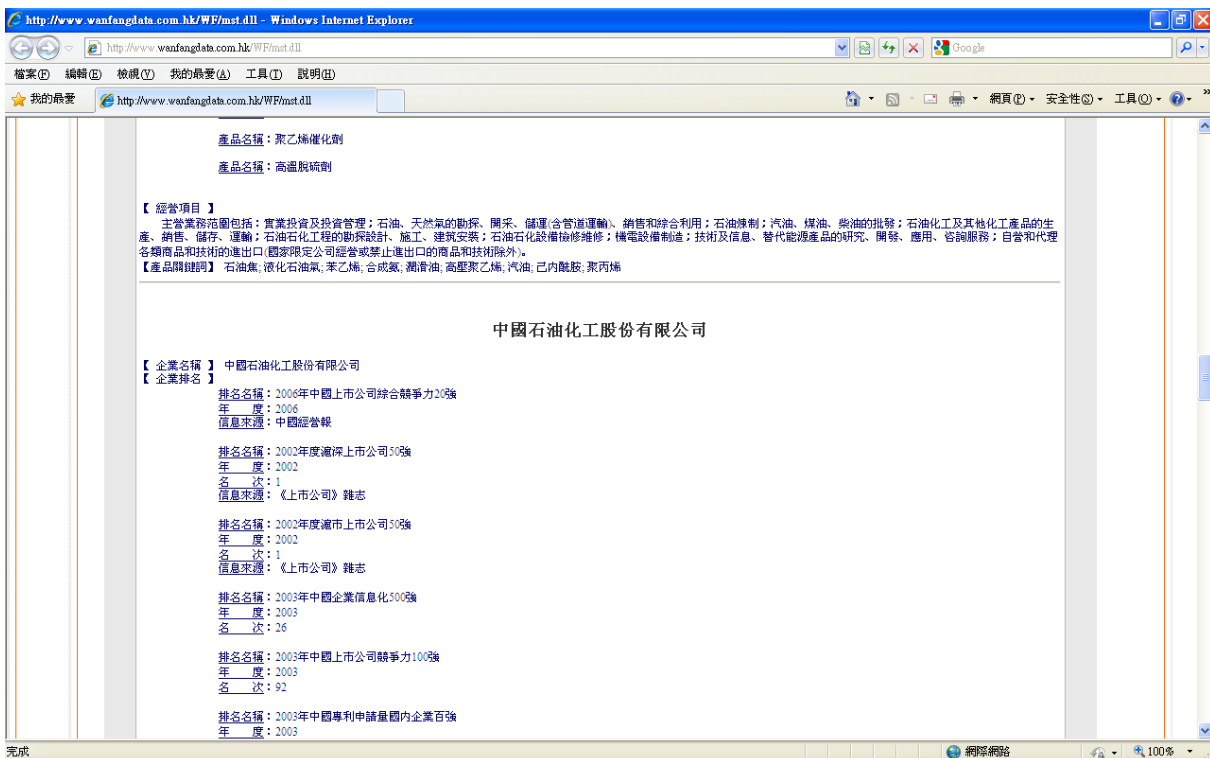 http://www.wanfangdata.com.hk/WF/mst.dll - Windows Internet Explorer
http://www.wanfangdata.com.hk/WF/mst.dll
Google
檔案(F) 編輯(E) 檢視(V) 我的最愛(A) 工具(T) 說明(H)
我的最愛 http://www.wanfangdata.com.hk/WF/mst.dll 網頁(P) 安全性(S) 工具(O)
產品名稱：聚乙烯催化劑
產品名稱：高溫脫硫劑
【 經營項目 】
主營業務范圍包括：實業投資及投資管理；石油、天然氣的勘探、開采、儲運(含管道運輸)、銷售和綜合利用；石油煉制；汽油、煤油、柴油的批發；石油化工及其他化工產品的生
產、銷售、儲存、運輸；石油石化工程的勘探設計、施工、建筑安裝；石油石化設備檢修維修；機電設備制造；技術及信息、替代能源產品的研究、開發、應用、咨詢服務；自營和代理
各類商品和技術的進出口(國家限定公司經營或禁止進出口的商品和技術除外)。
【產品關鍵詞】 石油焦; 液化石油氣; 苯乙烯; 合成氨; 潤滑油; 高壓聚乙烯; 汽油; 己內酰胺; 聚丙烯
中國石油化工股份有限公司
【 企業名稱 】 中國石油化工股份有限公司
【 企業排名 】
排名名稱：2006年中國上市公司綜合競爭力20強
年 度：2006
信息來源：中國經營報
排名名稱：2002年度滬深上市公司50強
年 度：2002
名 次：1
信息來源：《上市公司》雜志
排名名稱：2002年度滬市上市公司50強
年 度：2002
名 次：1
信息來源：《上市公司》雜志
排名名稱：2003年中國企業信息化500強
年 度：2003
名 次：26
排名名稱：2003年中國上市公司競爭力100強
年 度：2003
名 次：92
排名名稱：2003年中國專利申請量國内企業百強
年 度：2003
完成 網際網路 100%